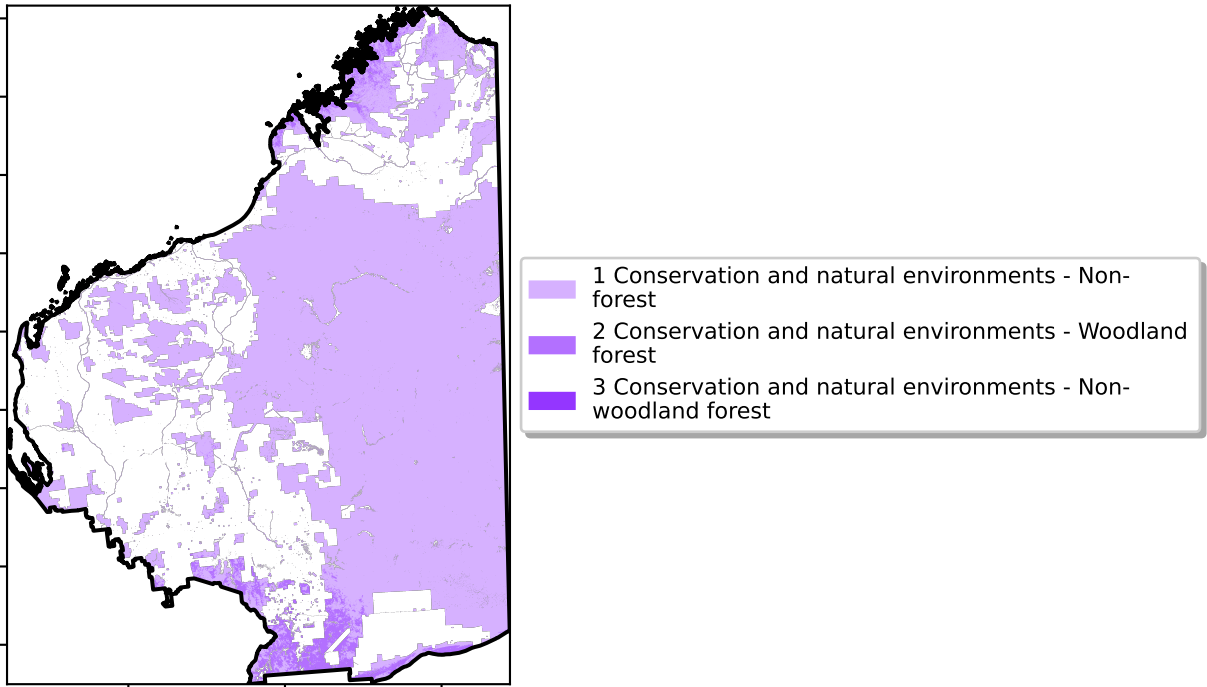 1 Conservation and natural environments - Non-
forest
2 Conservation and natural environments - Woodland
forest
3 Conservation and natural environments - Non-
woodland forest